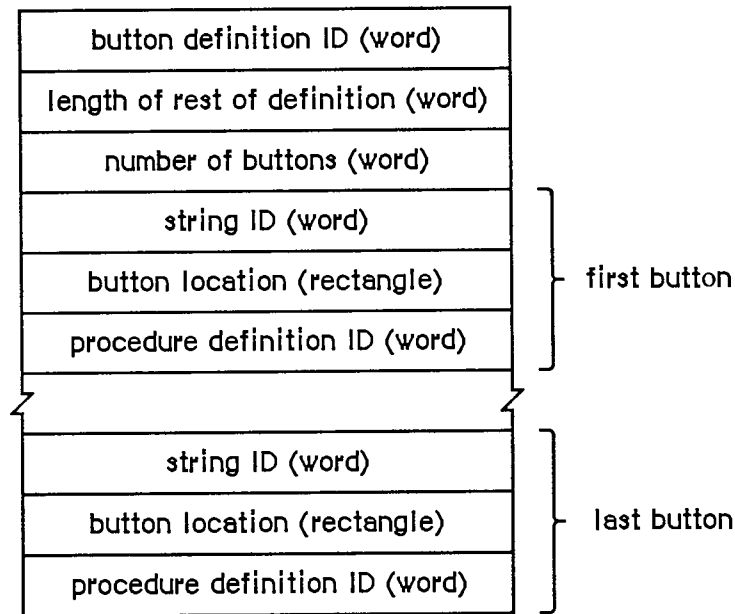 button definition ID (word)
length of rest of definition (word)
number of buttons (word)
string ID (word)
button location (rectangle)
procedure definition ID (word)
first button
string ID (word)
button location (rectangle)
procedure definition ID (word)
last button